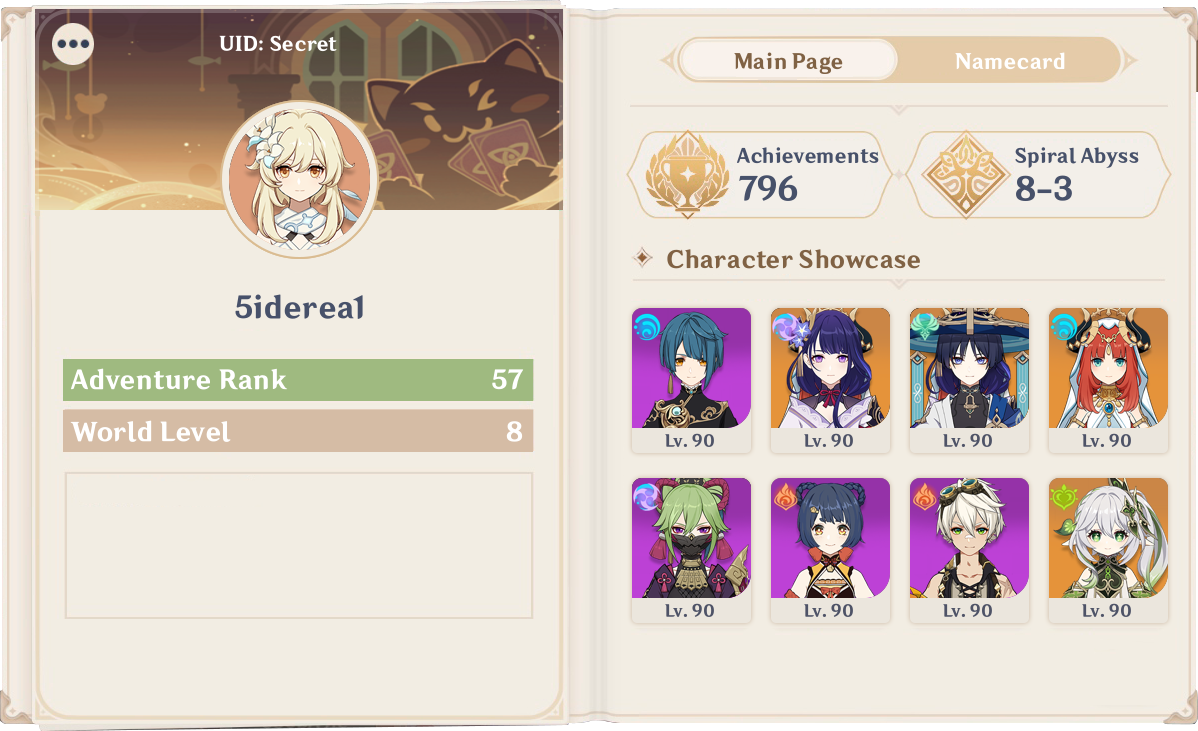 UID: Secret
5iderea1
Adventure Rank 57
World Level 8
Main Page
Namecard
Achievements
796
Spiral Abyss
8-3
Character Showcase
Lv. 90
Lv. 90
Lv. 90
Lv. 90
Lv. 90
Lv. 90
Lv. 90
Lv. 90